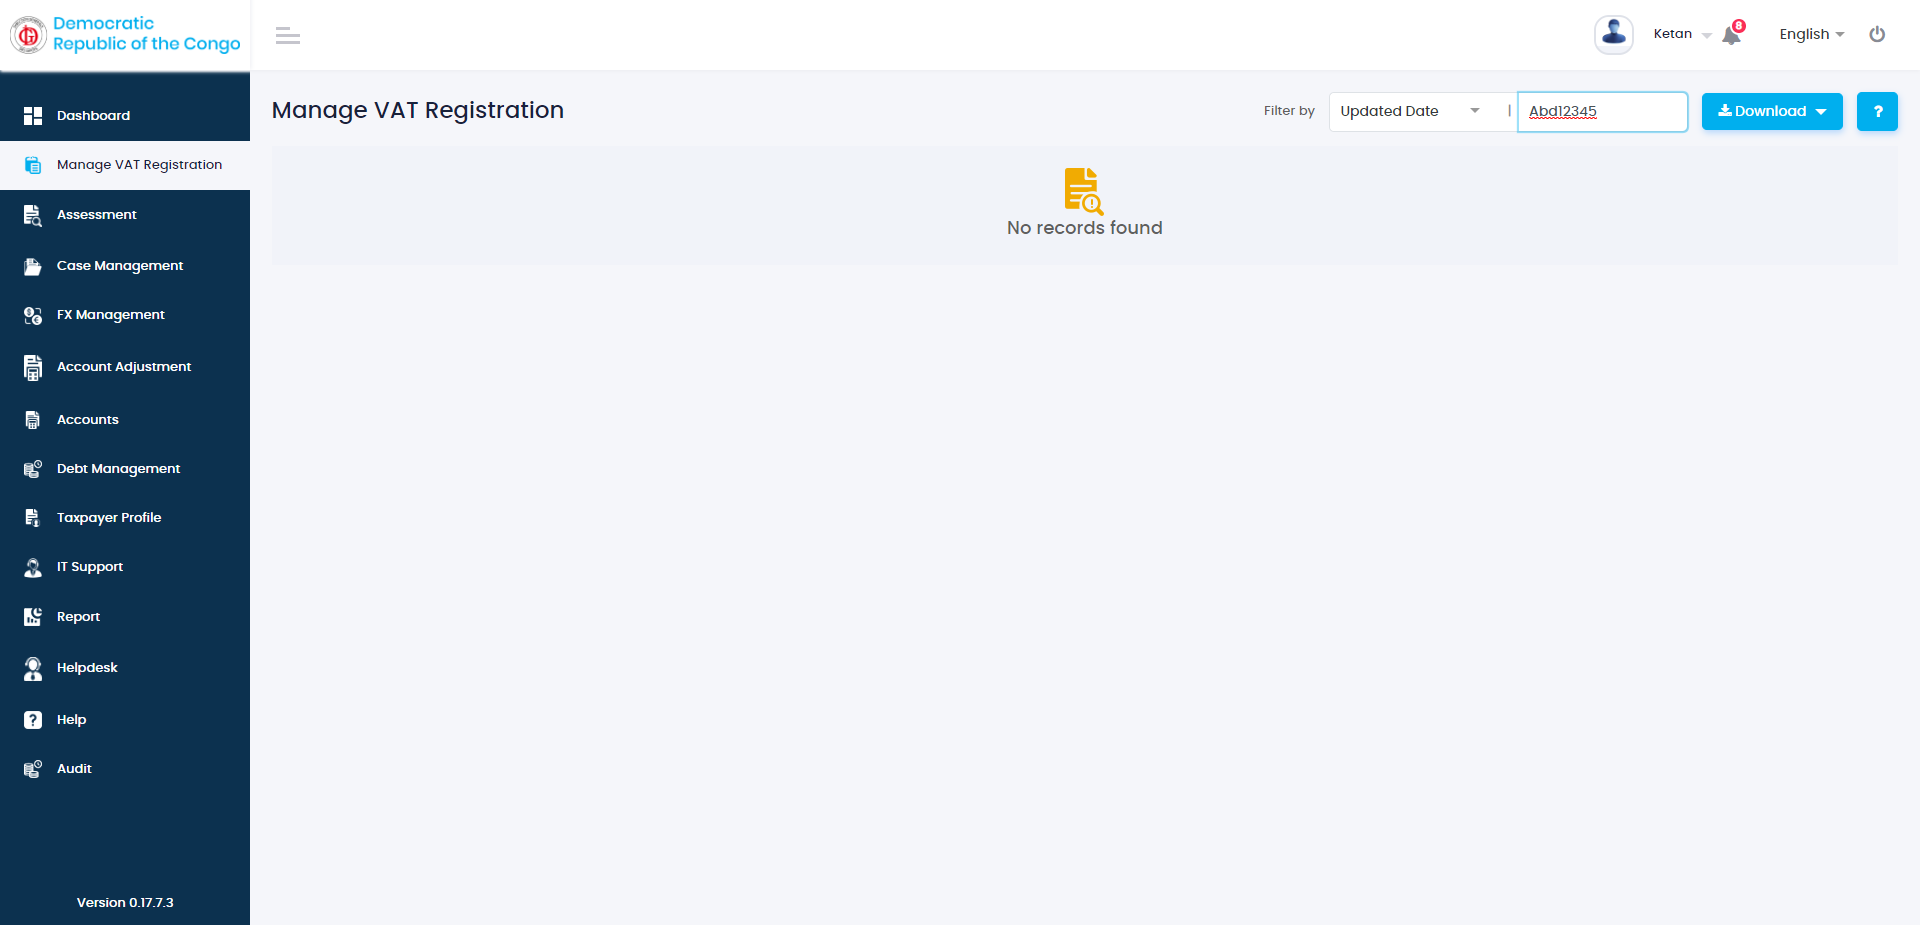 Democratic
Republic of the Congo
Ketan
8
English
Dashboard
Manage VAT Registration
Assessment
Case Management
FX Management
Account Adjustment
Accounts
Debt Management
Taxpayer Profile
IT Support
Report
Helpdesk
Help
Audit
Version 0.17.7.3
Manage VAT Registration
Filter by
Updated Date
Abd12345
Download
?
No records found